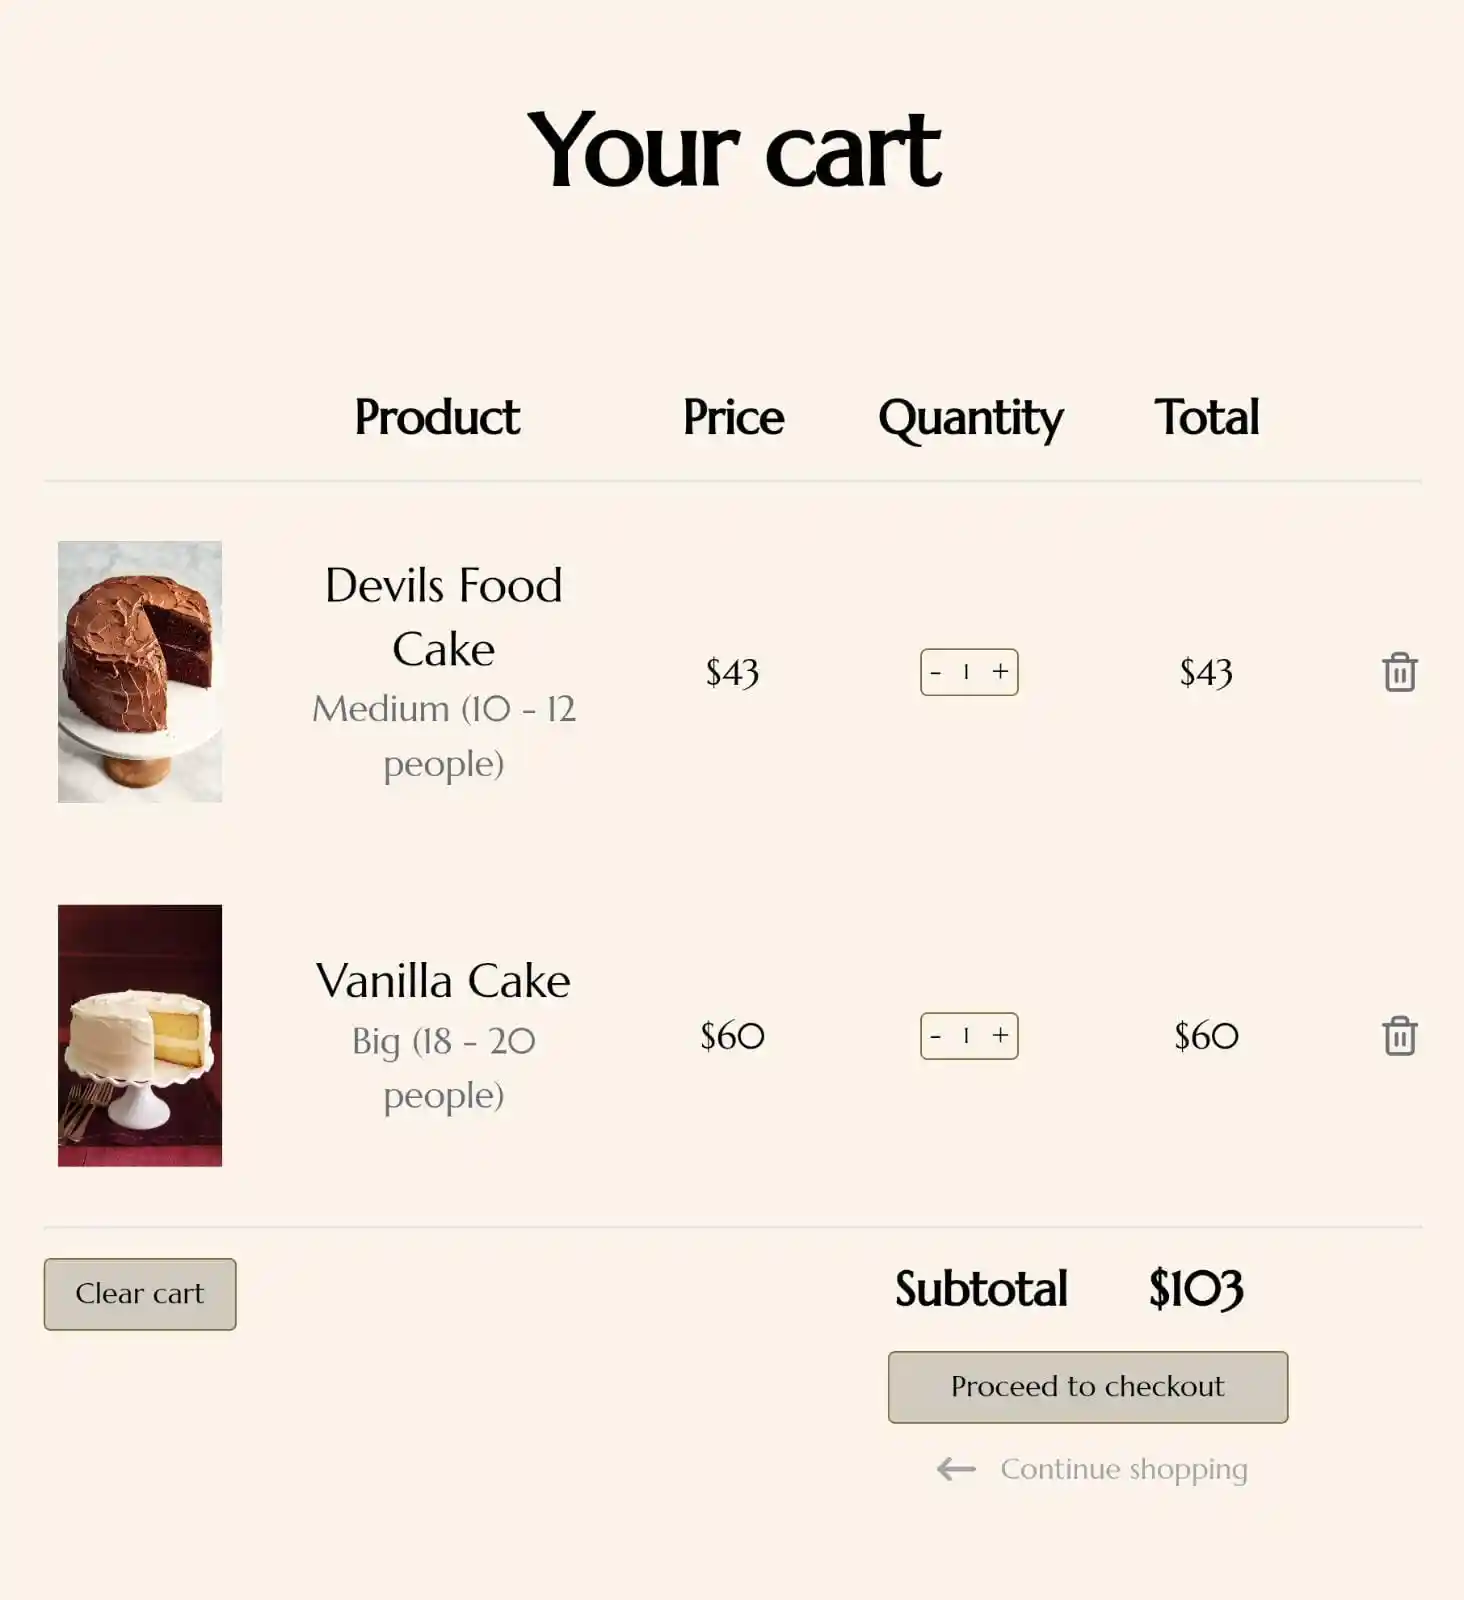 Your cart
Product Price Quantity Total
Devils Food
Cake
Medium (10 - 12
people)
$43 - 1 + $43
Vanilla Cake
Big (18 - 20
people)
$60 - 1 + $60
Clear cart
Subtotal $103
Proceed to checkout
← Continue shopping